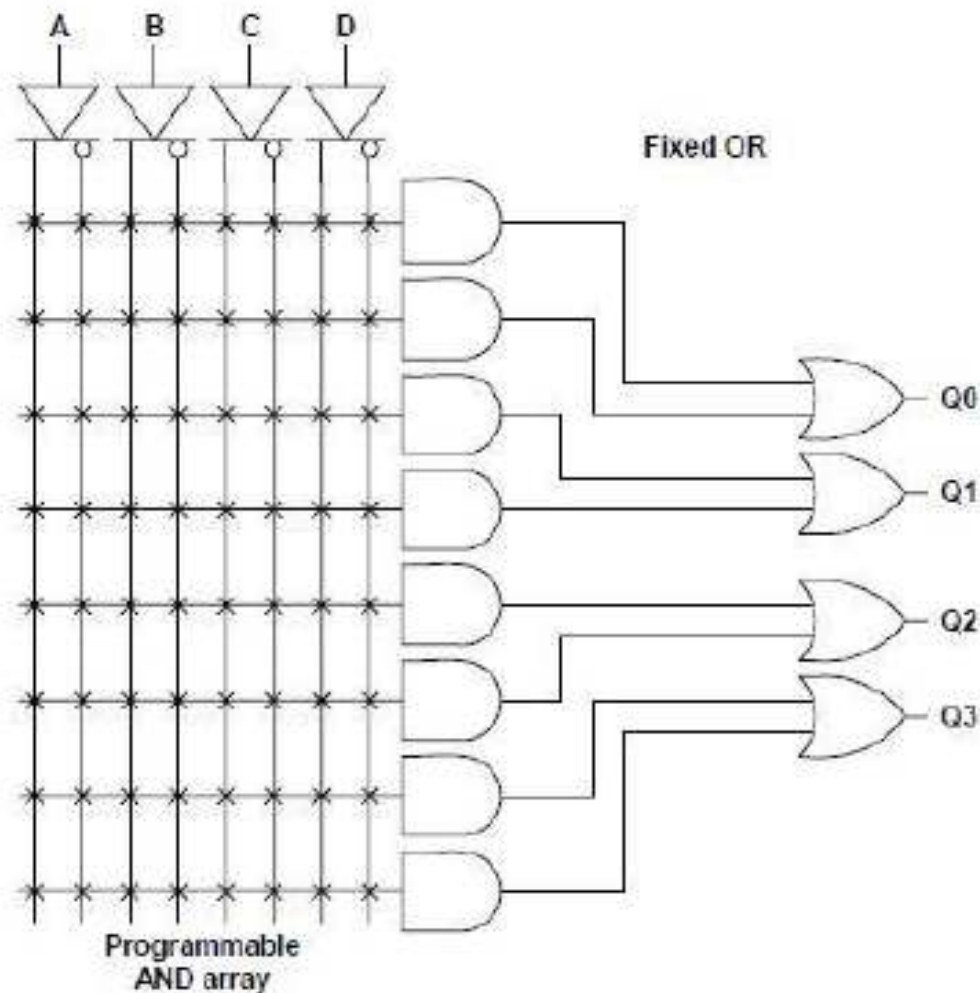 A B C D
Fixed OR
Q0
Q1
Q2
Q3
Programmable
AND array